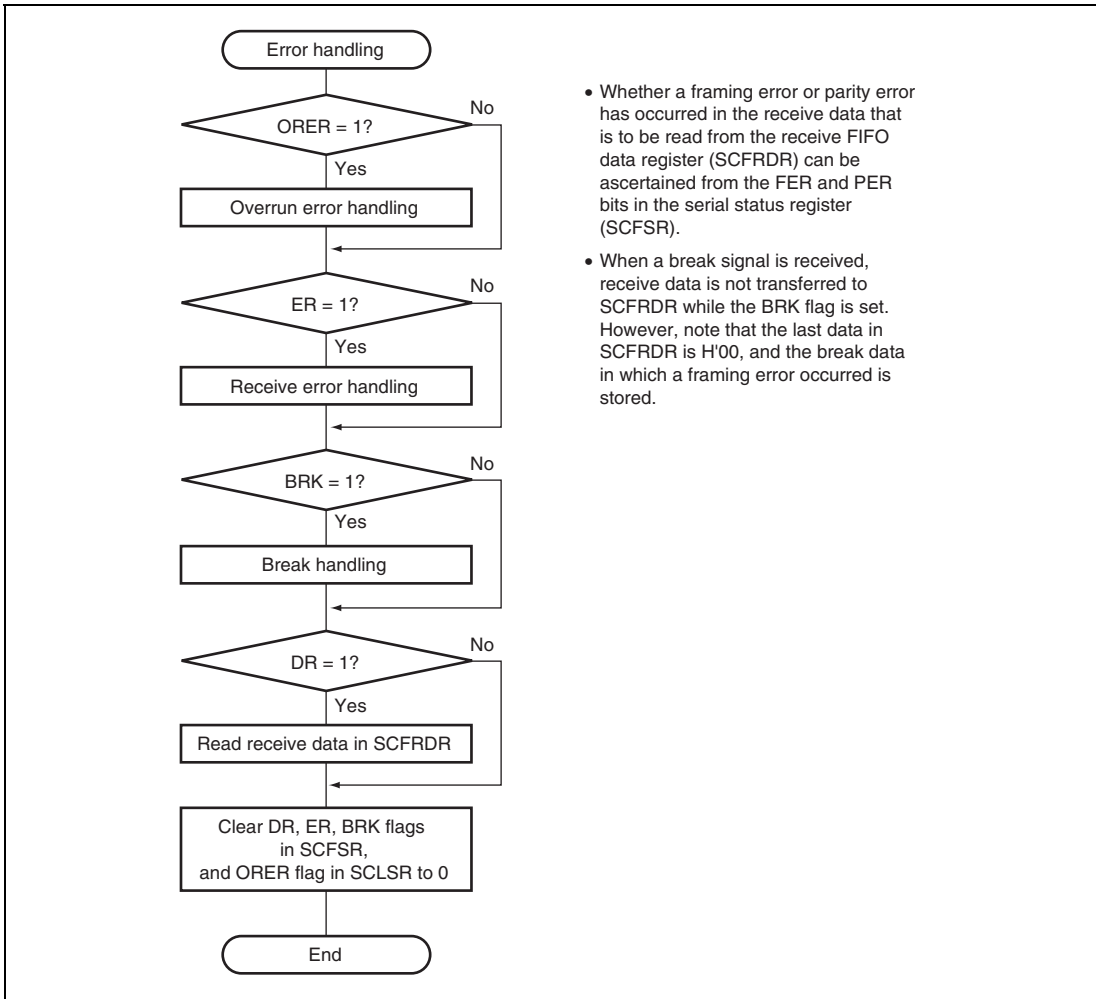 Error handling
ORER = 1?
No
Yes
Overrun error handling
ER = 1?
No
Yes
Receive error handling
BRK = 1?
No
Yes
Break handling
DR = 1?
No
Yes
Read receive data in SCFRDR
Clear DR, ER, BRK flags
in SCFSR,
and ORER flag in SCLSR to 0
End
• Whether a framing error or parity error
has occurred in the receive data that
is to be read from the receive FIFO
data register (SCFRDR) can be
ascertained from the FER and PER
bits in the serial status register
(SCFSR).
• When a break signal is received,
receive data is not transferred to
SCFRDR while the BRK flag is set.
However, note that the last data in
SCFRDR is H'00, and the break data
in which a framing error occurred is
stored.